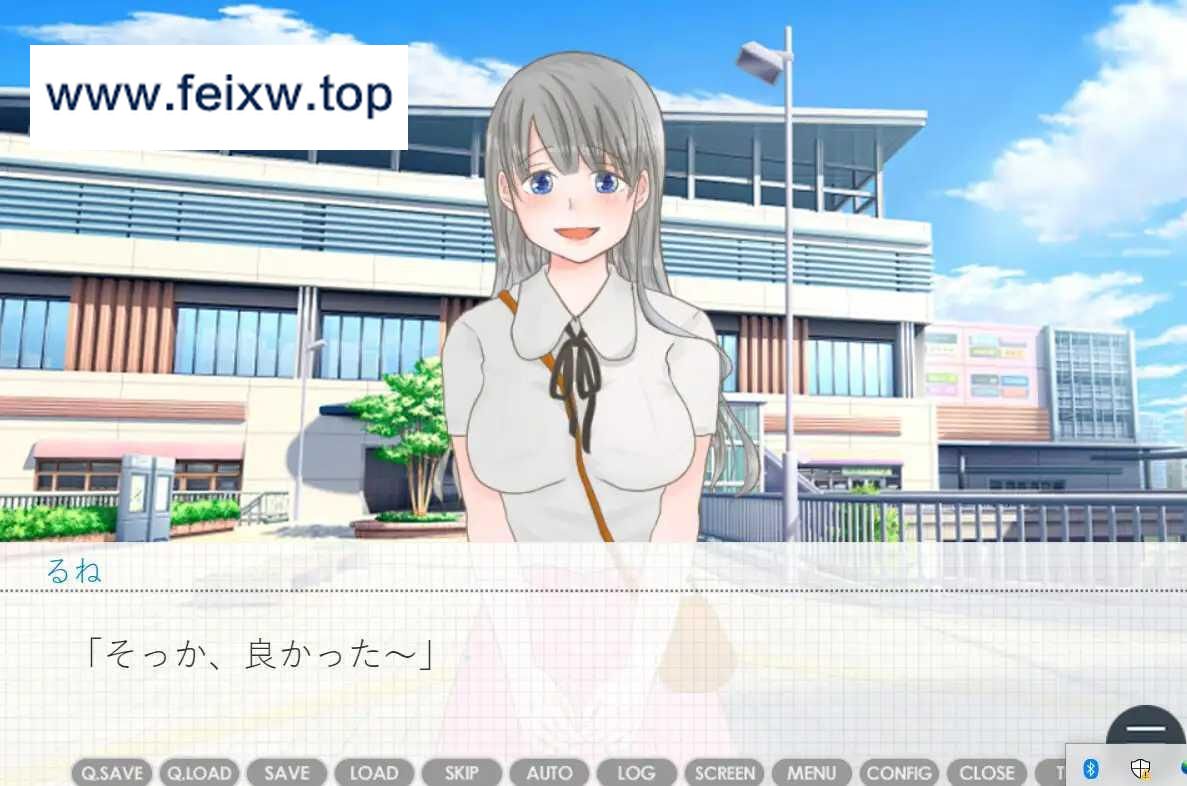 www.feixw.top
るね
「そっか、良かった～」
Q.SAVE Q.LOAD SAVE LOAD SKIP AUTO LOG SCREEN MENU CONFIG CLOSE